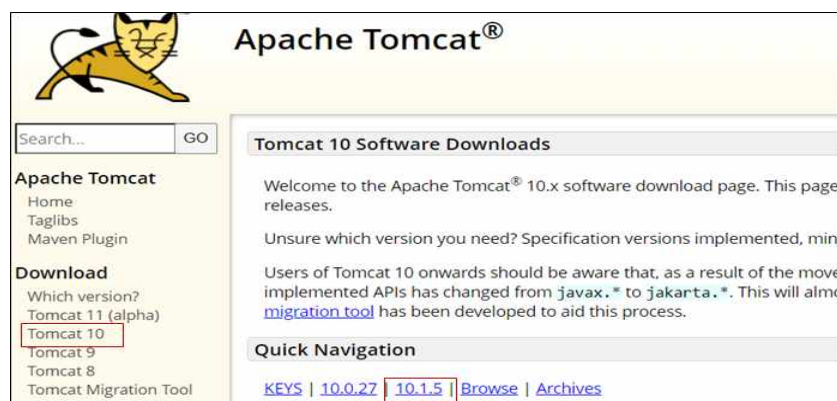 Apache Tomcat®
Search...
GO
Apache Tomcat
Home
Taglibs
Maven Plugin
Download
Which version?
Tomcat 11 (alpha)
Tomcat 10
Tomcat 9
Tomcat 8
Tomcat Migration Tool
Tomcat 10 Software Downloads
Welcome to the Apache Tomcat® 10.x software download page. This page
releases.
Unsure which version you need? Specification versions implemented, min
Users of Tomcat 10 onwards should be aware that, as a result of the move
implemented APIs has changed from javax.* to jakarta.*. This will almo
migration tool has been developed to aid this process.
Quick Navigation
KEYS | 10.0.27 | 10.1.5 | Browse | Archives